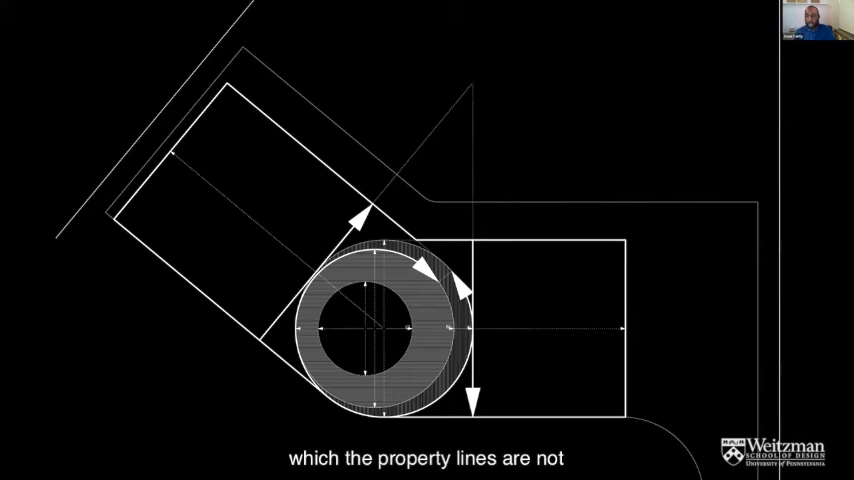 which the property lines are not
Weitzman
SCHOOL OF DESIGN
UNIVERSITY OF PENNSYLVANIA